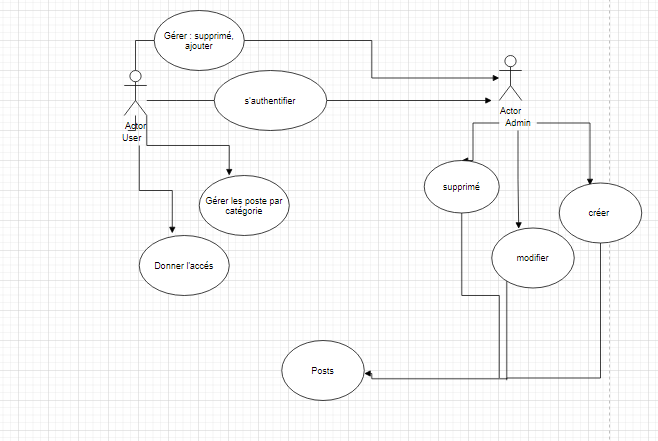 Gérer : supprimé,
ajouter
s'authentifier
Actor
User
Actor
Admin
supprimé
Gérer les poste par
catégorie
créer
modifier
Donner l'accés
Posts